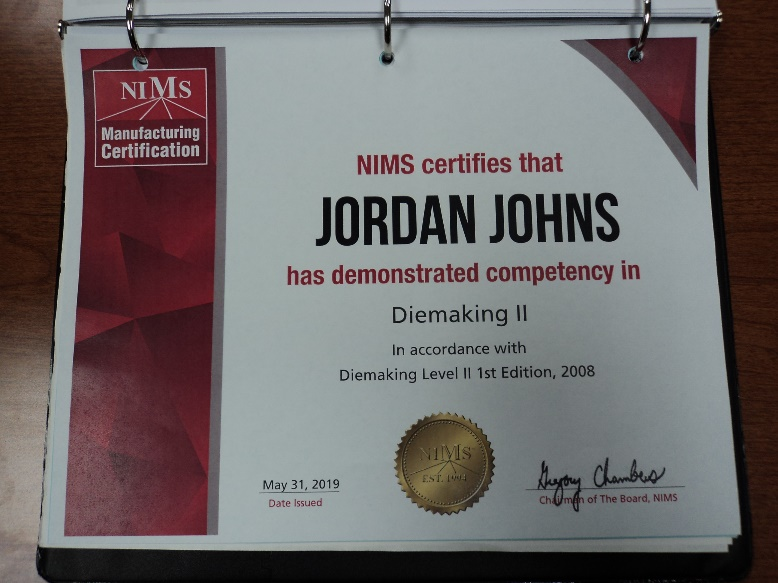 NIMS
Manufacturing
Certification
NIMS certifies that
JORDAN JOHNS
has demonstrated competency in
Diemaking II
In accordance with
Diemaking Level II 1st Edition, 2008
NIMS
EST. 1994
May 31, 2019
Date Issued
Gregory Chambers
Chairman of The Board, NIMS